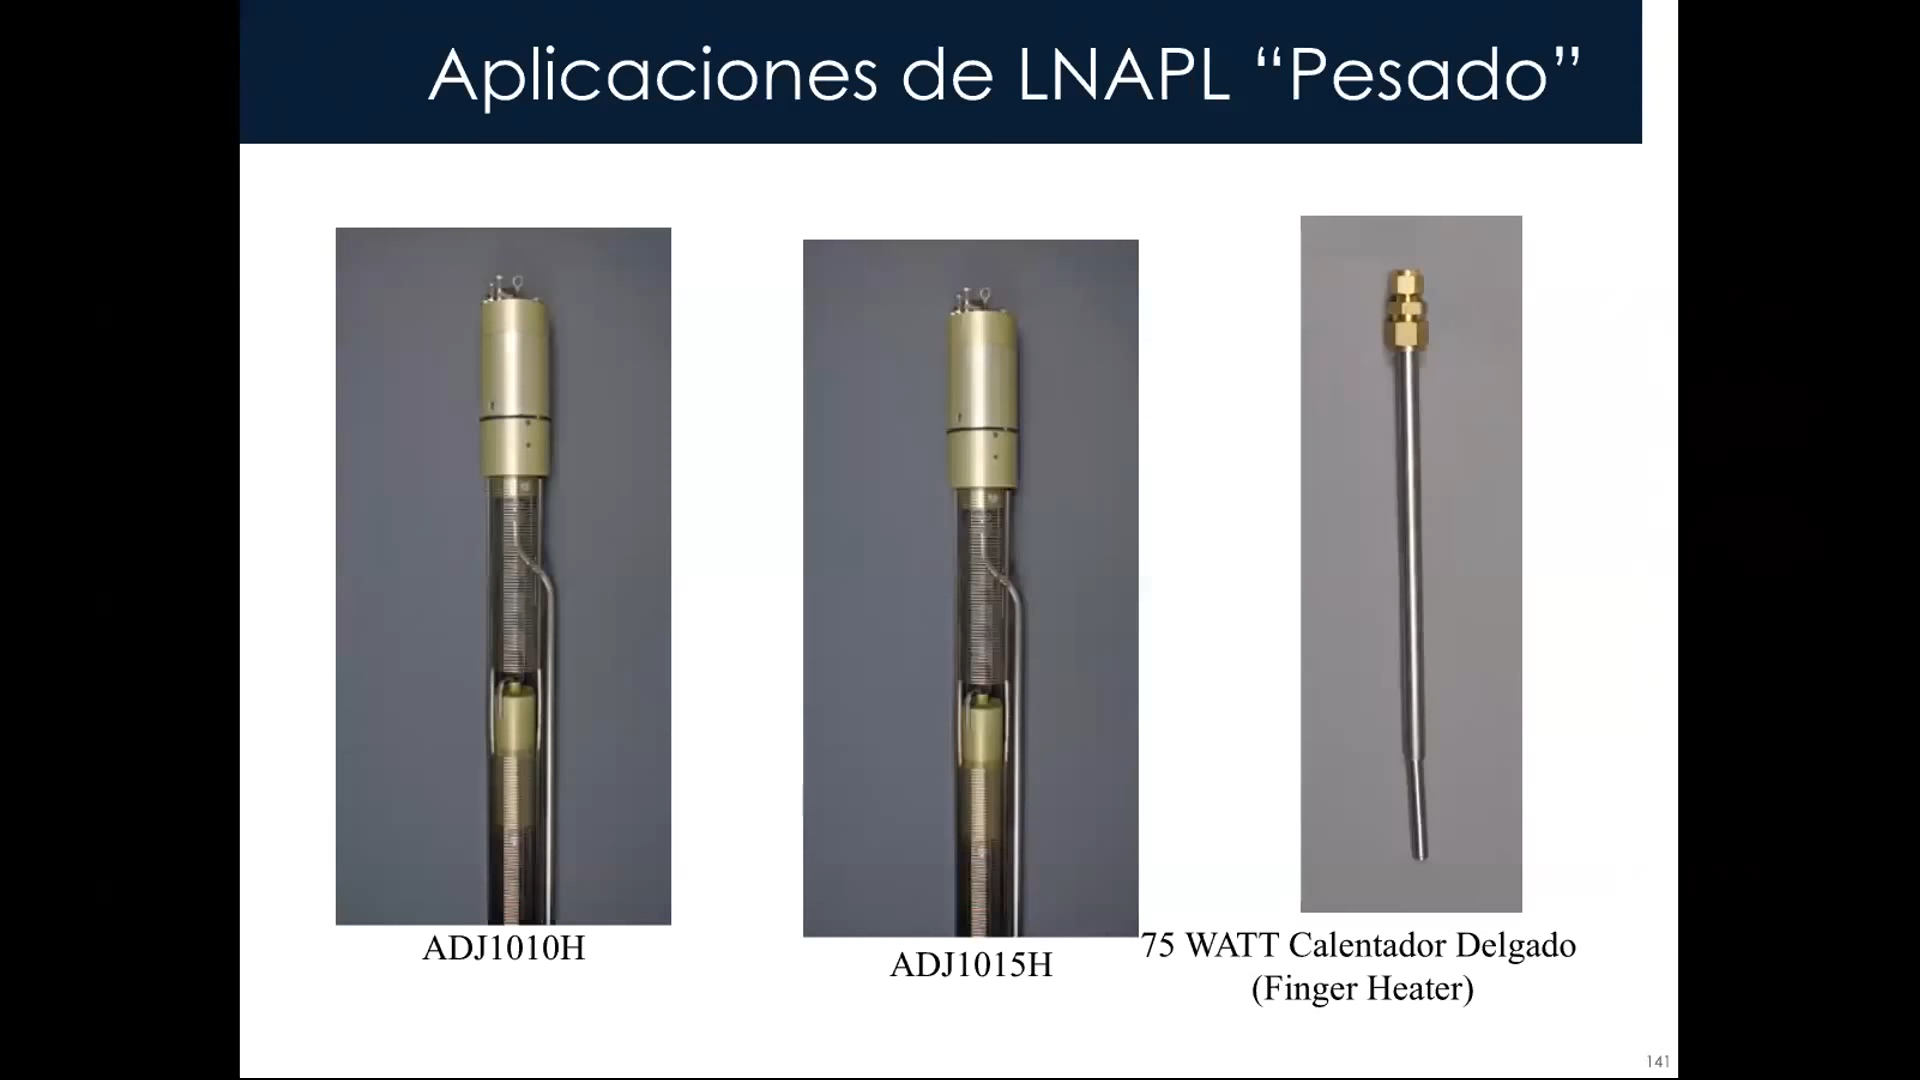 Aplicaciones de LNAPL “Pesado”
ADJ1010H
ADJ1015H
75 WATT Calentador Delgado
(Finger Heater)
141